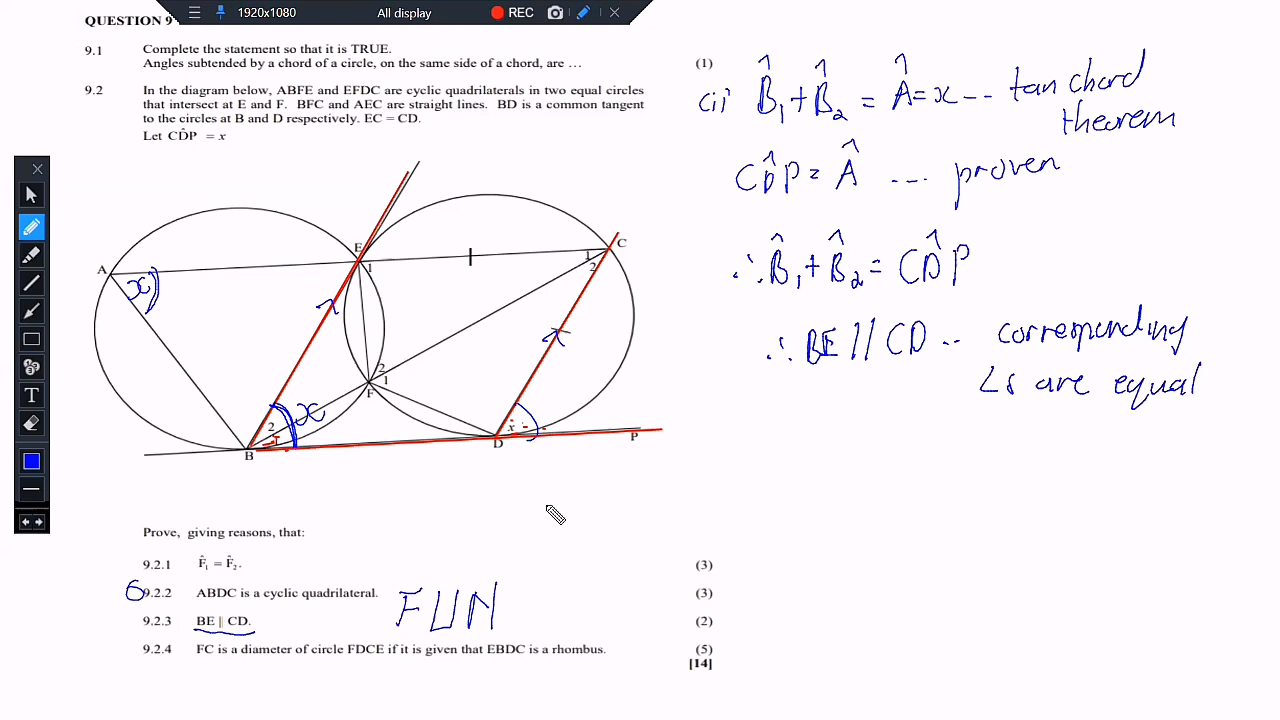 QUESTION 9
1920x1080
All display
REC
9.1 Complete the statement so that it is TRUE.
Angles subtended by a chord of a circle, on the same side of a chord, are … (1)
9.2 In the diagram below, ABFE and EFDC are cyclic quadrilaterals in two equal circles
that intersect at E and F. BFC and AEC are straight lines. BD is a common tangent
to the circles at B and D respectively. EC = CD.
Let CD̂P = x
A
E
C
1
1
2
x
2
1
F
x
2
1
B
x
D
P
T
Prove, giving reasons, that:
9.2.1 F̂₁ = F̂₂. (3)
9.2.2 ABDC is a cyclic quadrilateral. (3)
9.2.3 BE || CD. (2)
9.2.4 FC is a diameter of circle FDCE if it is given that EBDC is a rhombus. (5)
[14]
FUN
(ii) B̂₁ + B̂₂ = Â = x -- tan chord
theorem
CD̂P = Â --- proven
∴ B̂₁ + B̂₂ = CD̂P
∴ BE // CD -- corresponding
∠s are equal